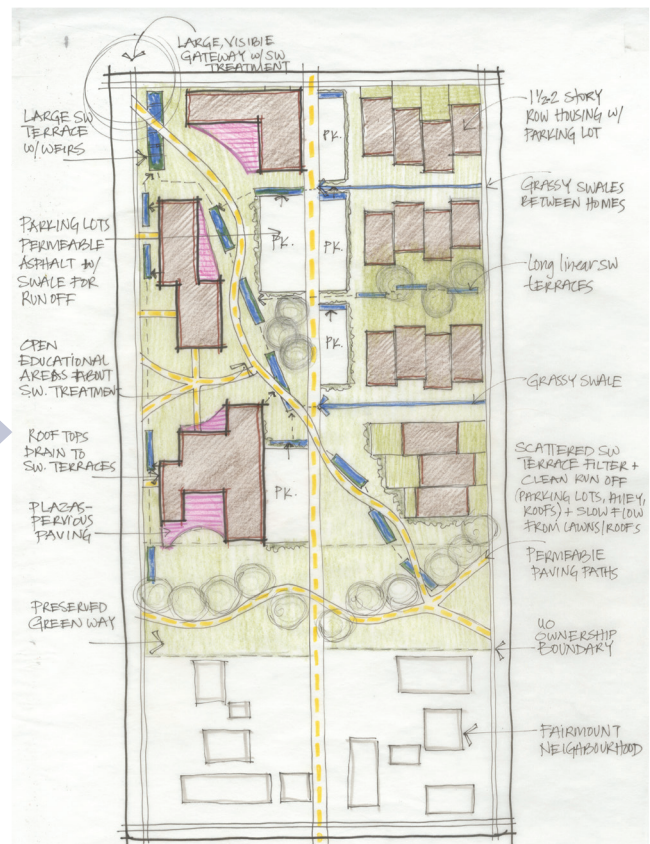 LARGE, VISIBIE
GATEWAY W/SW
TREATMENT
LARGE SW
TERRACE
W/WEIRS
PARKING LOTS
PERMEABLE
ASPHALT W/
SWALE FOR
RUN OFF
OPEN
EDUCATIONAL
AREAS ABOUT
SW. TREATMENT
ROOF TOPS
DRAIN TO
SW. TERRACES
PLAZAS-
PERVIOUS
PAVING
PRESERVED
GREEN WAY
PK.
PK.
PK.
PK.
PK.
1½-2 STORY
ROW HOUSING W/
PARKING LOT
GRASSY SWALES
BETWEEN HOMES
Long linear SW
TERRACES
GRASSY SWALE
SCATTERED SW
TERRACE FILTER +
CLEAN RUN OFF
(PARKING LOTS, ALLEY,
ROOFS) + SLOW FLOW
FROM LAWNS/ROOFS
PERMEABLE
PAVING PATHS
UO
OWNERSHIP
BOUNDARY
FAIRMOUNT
NEIGHBOURHOOD